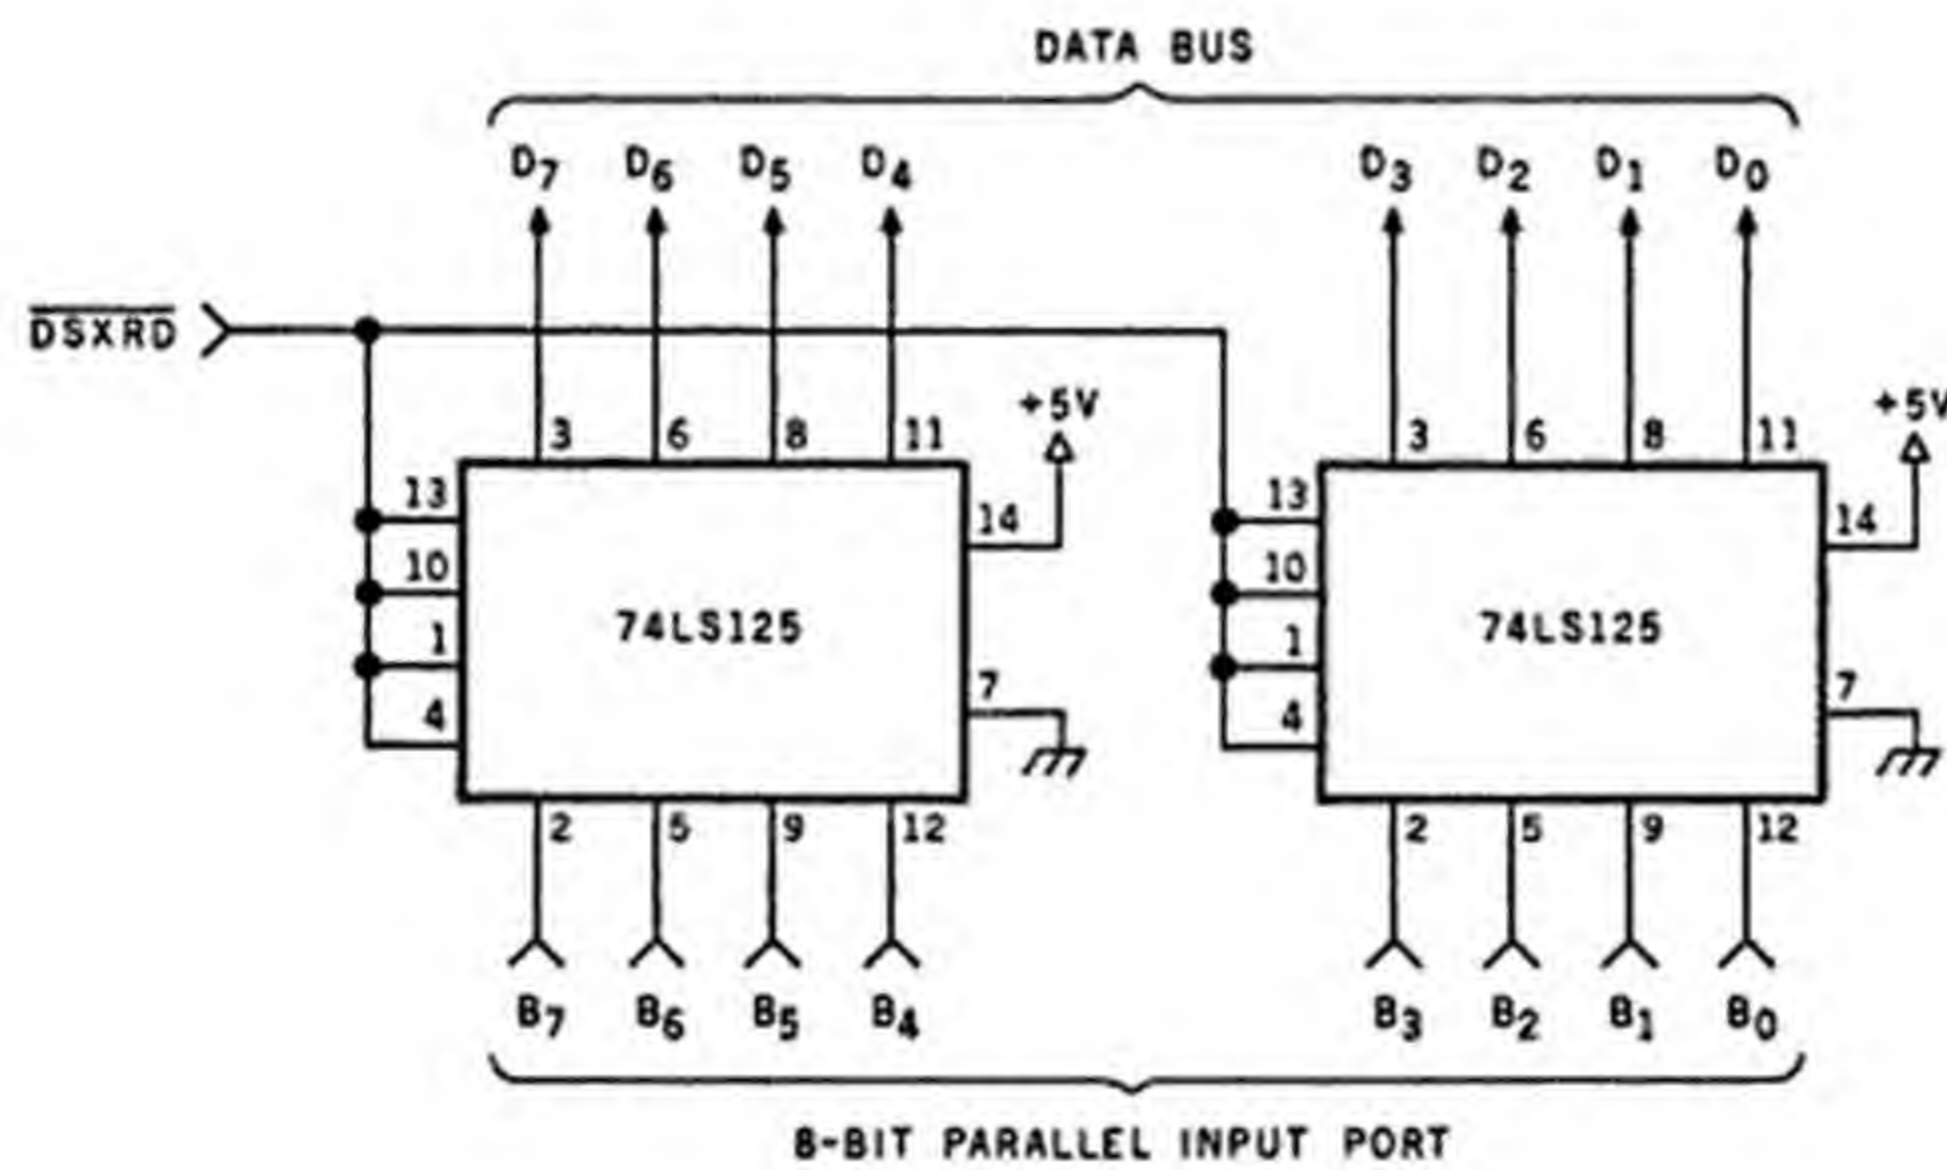 DATA BUS
D7 D6 D5 D4 D3 D2 D1 D0
DSXRD
+5V +5V
3 6 8 11 3 6 8 11
13 14 13 14
10 10
74LS125 74LS125
1 1
7 7
4 4
2 5 9 12 2 5 9 12
B7 B6 B5 B4 B3 B2 B1 B0
8-BIT PARALLEL INPUT PORT